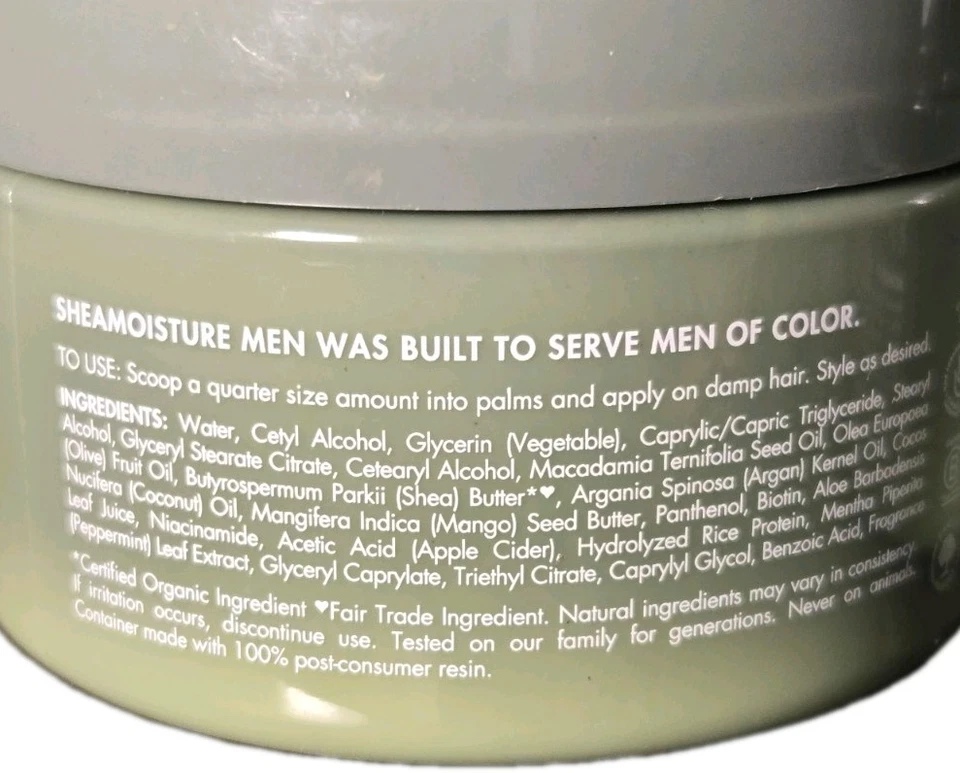 SHEAMOISTURE MEN WAS BUILT TO SERVE MEN OF COLOR.
TO USE: Scoop a quarter size amount into palms and apply on damp hair. Style as desired.
INGREDIENTS: Water, Cetyl Alcohol, Glycerin (Vegetable), Caprylic/Capric Triglyceride, Stearyl
Alcohol, Glyceryl Stearate Citrate, Cetearyl Alcohol, Macadamia Ternifolia Seed Oil, Olea Europaea
(Olive) Fruit Oil, Butyrospermum Parkii (Shea) Butter*♥, Argania Spinosa (Argan) Kernel Oil, Cocos
Nucifera (Coconut) Oil, Mangifera Indica (Mango) Seed Butter, Panthenol, Biotin, Aloe Barbadensis
Leaf Juice, Niacinamide, Acetic Acid (Apple Cider), Hydrolyzed Rice Protein, Mentha Piperita
(Peppermint) Leaf Extract, Glyceryl Caprylate, Triethyl Citrate, Caprylyl Glycol, Benzoic Acid, Fragrance.
*Certified Organic Ingredient ♥Fair Trade Ingredient. Natural ingredients may vary in consistency.
If irritation occurs, discontinue use. Tested on our family for generations. Never on animals.
Container made with 100% post-consumer resin.